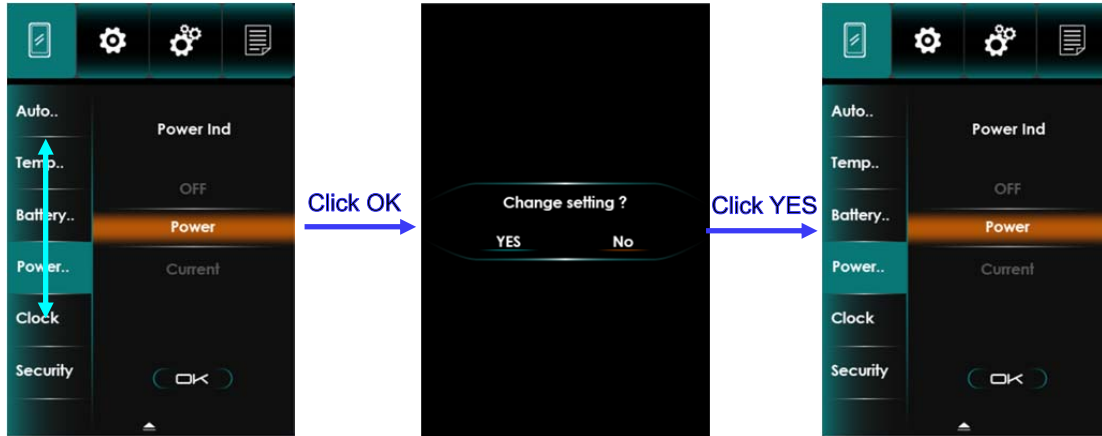 Auto..
Temp..
Battery..
Power..
Clock
Security
Power Ind
OFF
Power
Current
OK
Click OK
Change setting ?
YES No
Click YES
Auto..
Temp..
Battery..
Power..
Clock
Security
Power Ind
OFF
Power
Current
OK